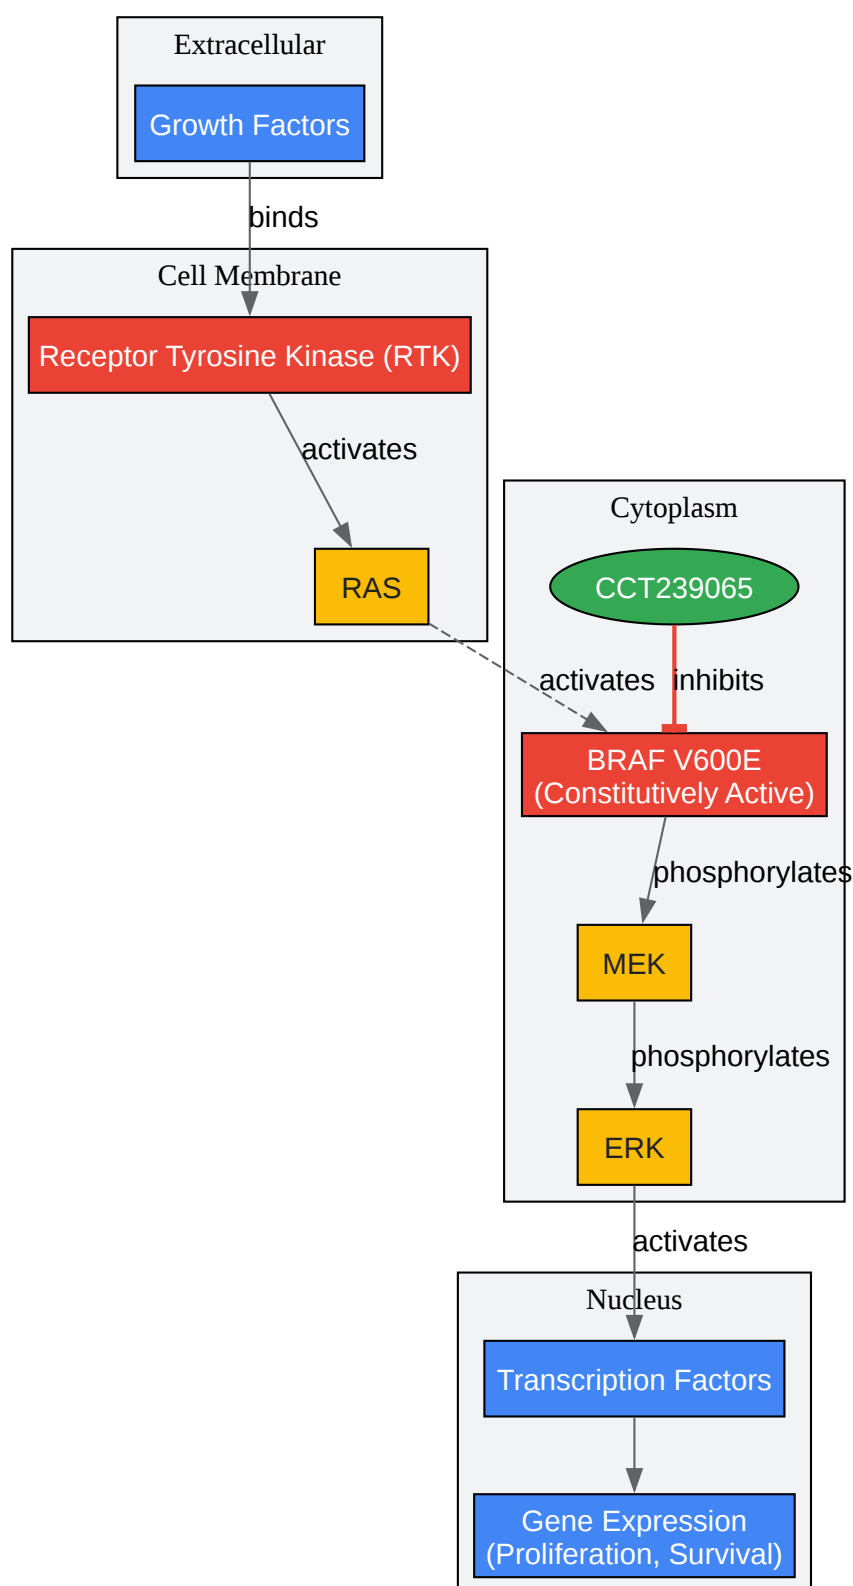 Extracellular
Growth Factors
binds
Cell Membrane
Receptor Tyrosine Kinase (RTK)
activates
RAS
Cytoplasm
CCT239065
activates
inhibits
BRAF V600E
(Constitutively Active)
phosphorylates
MEK
phosphorylates
ERK
activates
Nucleus
Transcription Factors
Gene Expression
(Proliferation, Survival)